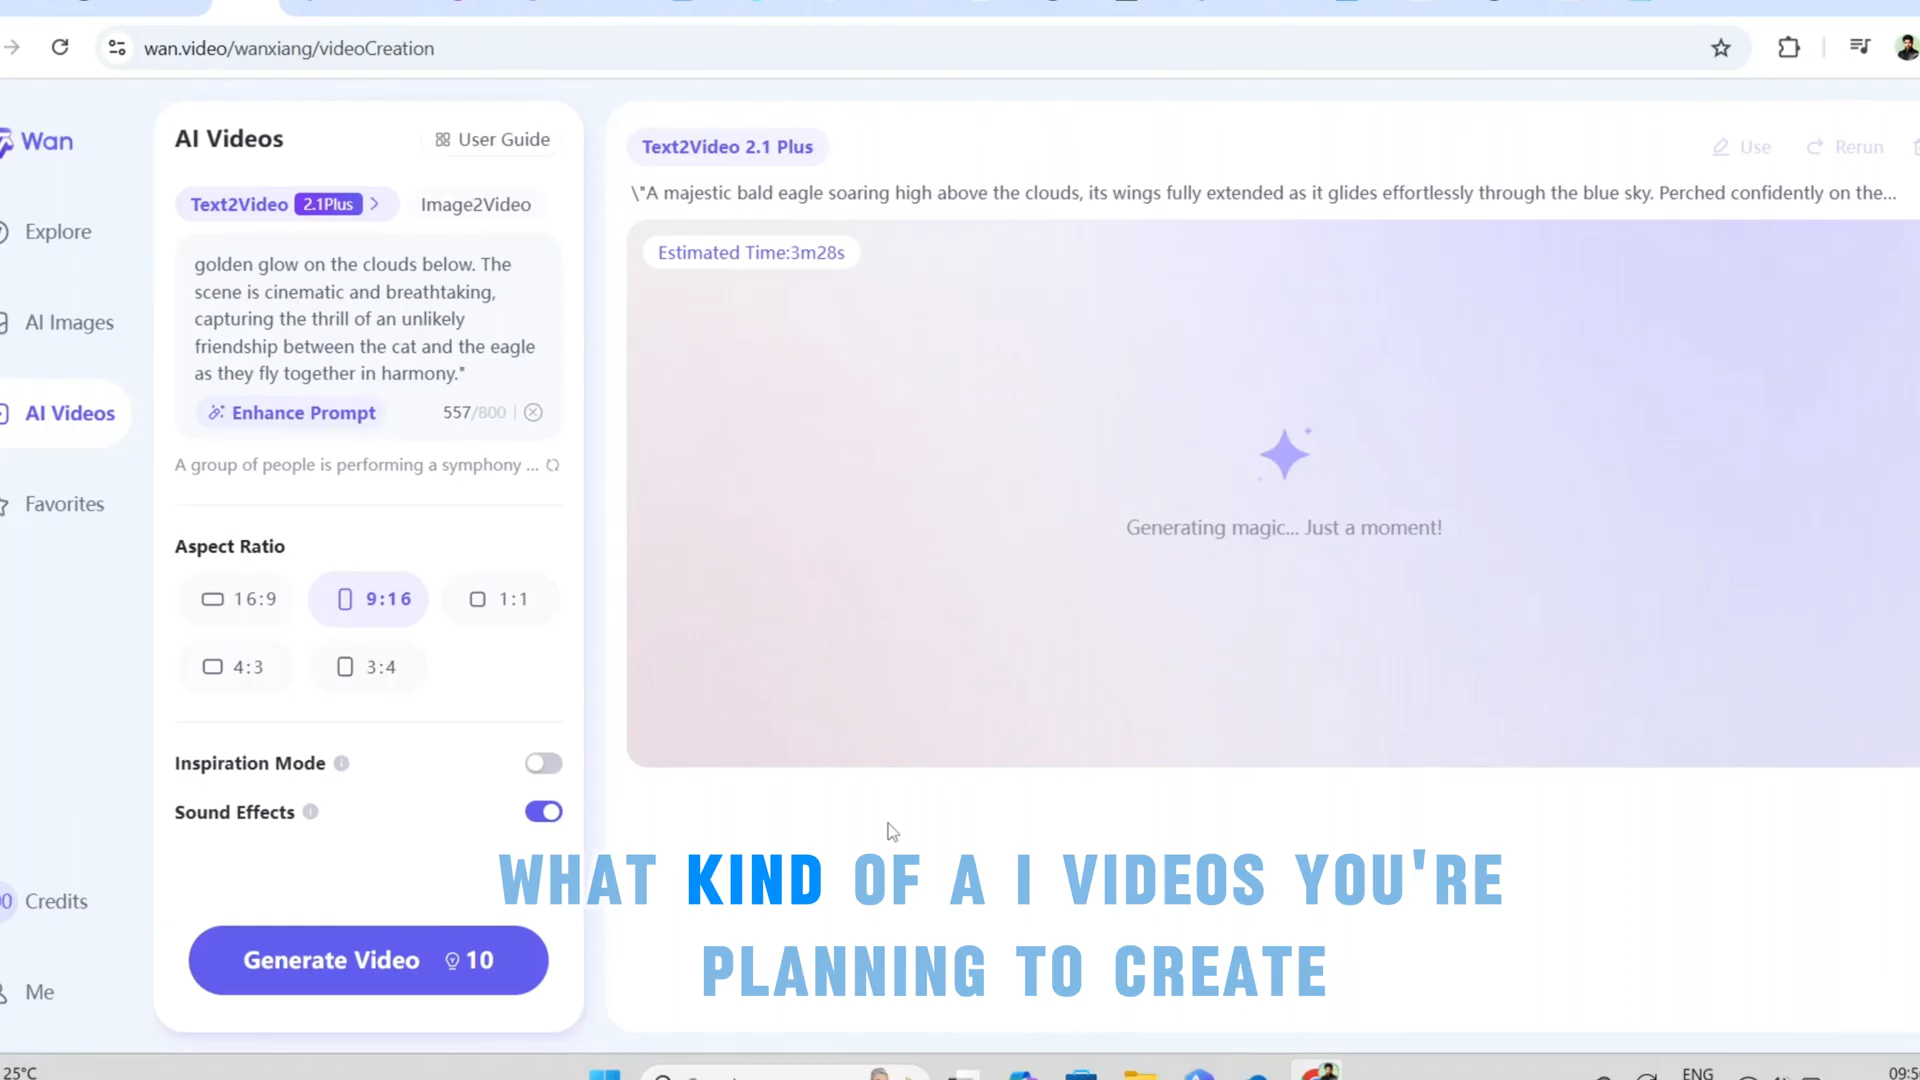 wan.video/wanxiang/videoCreation
Wan
AI Videos
User Guide
Text2Video 2.1Plus
Image2Video
Explore
AI Images
AI Videos
Favorites
golden glow on the clouds below. The
scene is cinematic and breathtaking,
capturing the thrill of an unlikely
friendship between the cat and the eagle
as they fly together in harmony."
Enhance Prompt
557/800
A group of people is performing a symphony ...
Aspect Ratio
16:9
9:16
1:1
4:3
3:4
Inspiration Mode
Sound Effects
Credits
Generate Video 10
Me
Text2Video 2.1 Plus
Use
Rerun
\"A majestic bald eagle soaring high above the clouds, its wings fully extended as it glides effortlessly through the blue sky. Perched confidently on the...
Estimated Time:3m28s
Generating magic... Just a moment!
WHAT KIND OF A I VIDEOS YOU'RE
PLANNING TO CREATE
25°C
ENG